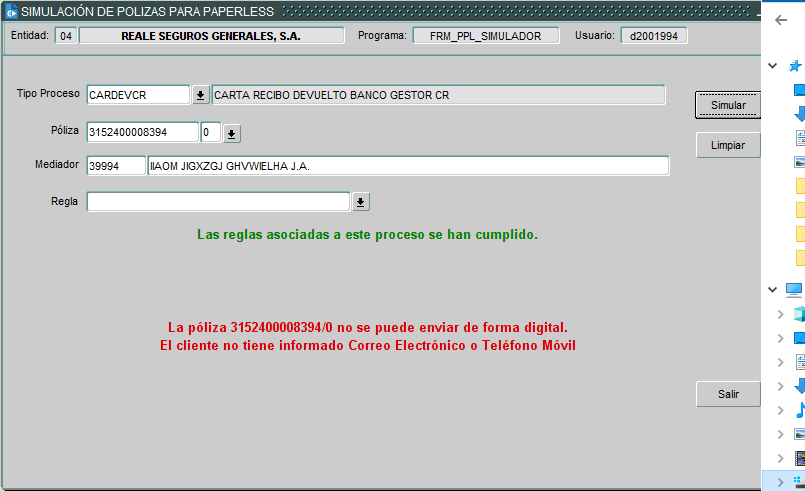 SIMULACIÓN DE POLIZAS PARA PAPERLESS
Entidad: 04 REALE SEGUROS GENERALES, S.A. Programa: FRM_PPL_SIMULADOR Usuario: d2001994
Tipo Proceso CARDEVCR CARTA RECIBO DEVUELTO BANCO GESTOR CR
Simular
Póliza 3152400008394 0
Limpiar
Mediador 39994 IIAOM JIGXZGJ GHVWIELHA J.A.
Regla
Las reglas asociadas a este proceso se han cumplido.
La póliza 3152400008394/0 no se puede enviar de forma digital.
El cliente no tiene informado Correo Electrónico o Teléfono Móvil
Salir